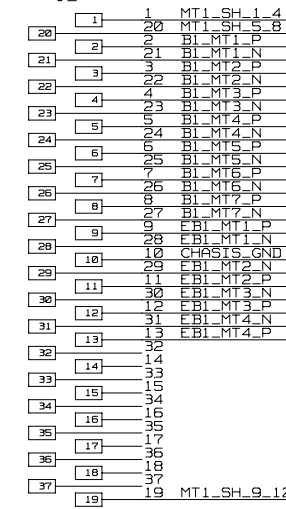 1 1 MT1_SH_1_4
20 20 MT1_SH_5_8
2 2 B1_MT1_P
21 21 B1_MT1_N
3 3 B1_MT2_P
22 22 B1_MT2_N
4 4 B1_MT3_P
23 23 B1_MT3_N
5 5 B1_MT4_P
24 24 B1_MT4_N
6 6 B1_MT5_P
25 25 B1_MT5_N
7 7 B1_MT6_P
26 26 B1_MT6_N
8 8 B1_MT7_P
27 27 B1_MT7_N
9 9 EB1_MT1_P
28 28 EB1_MT1_N
10 10 CHASIS_GND
29 29 EB1_MT2_N
11 11 EB1_MT2_P
30 30 EB1_MT3_N
12 12 EB1_MT3_P
31 31 EB1_MT4_N
13 13 EB1_MT4_P
32 32
14 14
33 33
15 15
34 34
16 16
35 35
17 17
36 36
18 18
37 37
19 19 MT1_SH_9_12